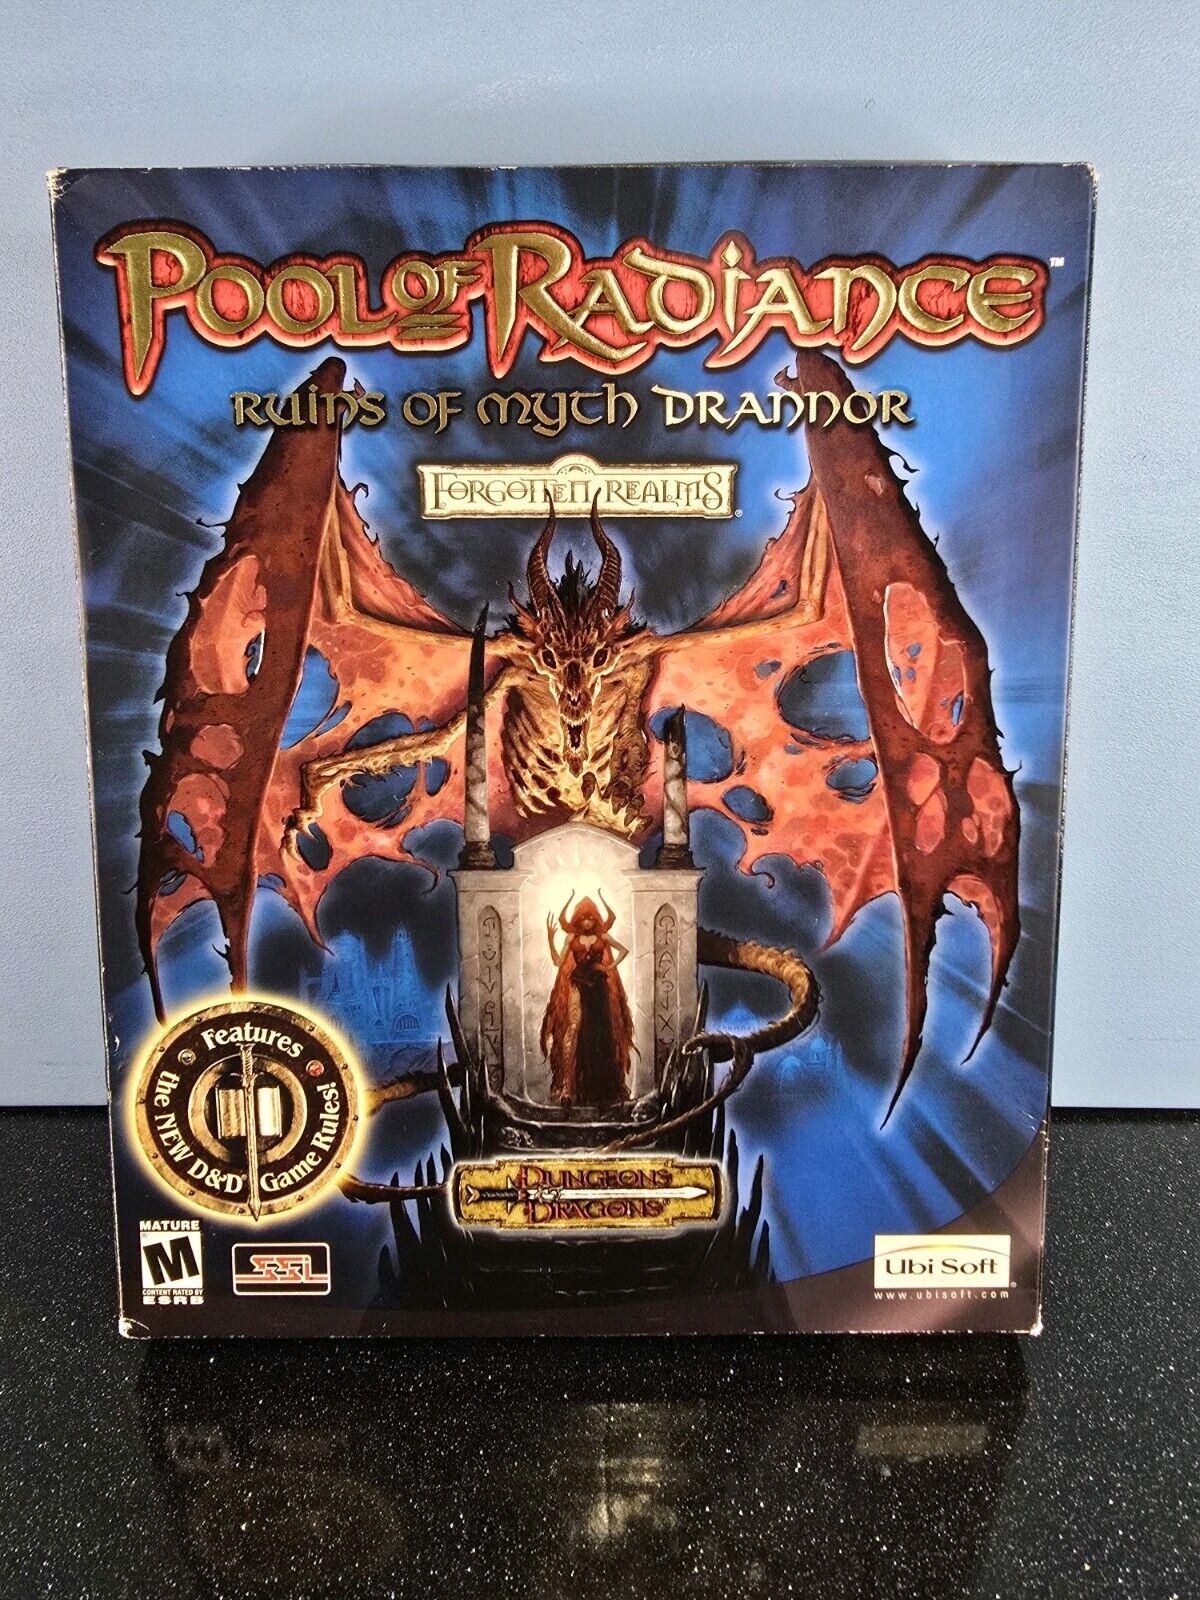 POOL OF RADIANCE™
RUINS OF MYTH DRANNOR
FORGOTTEN REALMS®
Features
the NEW D&D®
Game Rules!
DUNGEONS
DRAGONS®
MATURE
M
CONTENT RATED BY
ESRB
SSI
Ubi Soft
www.ubisoft.com